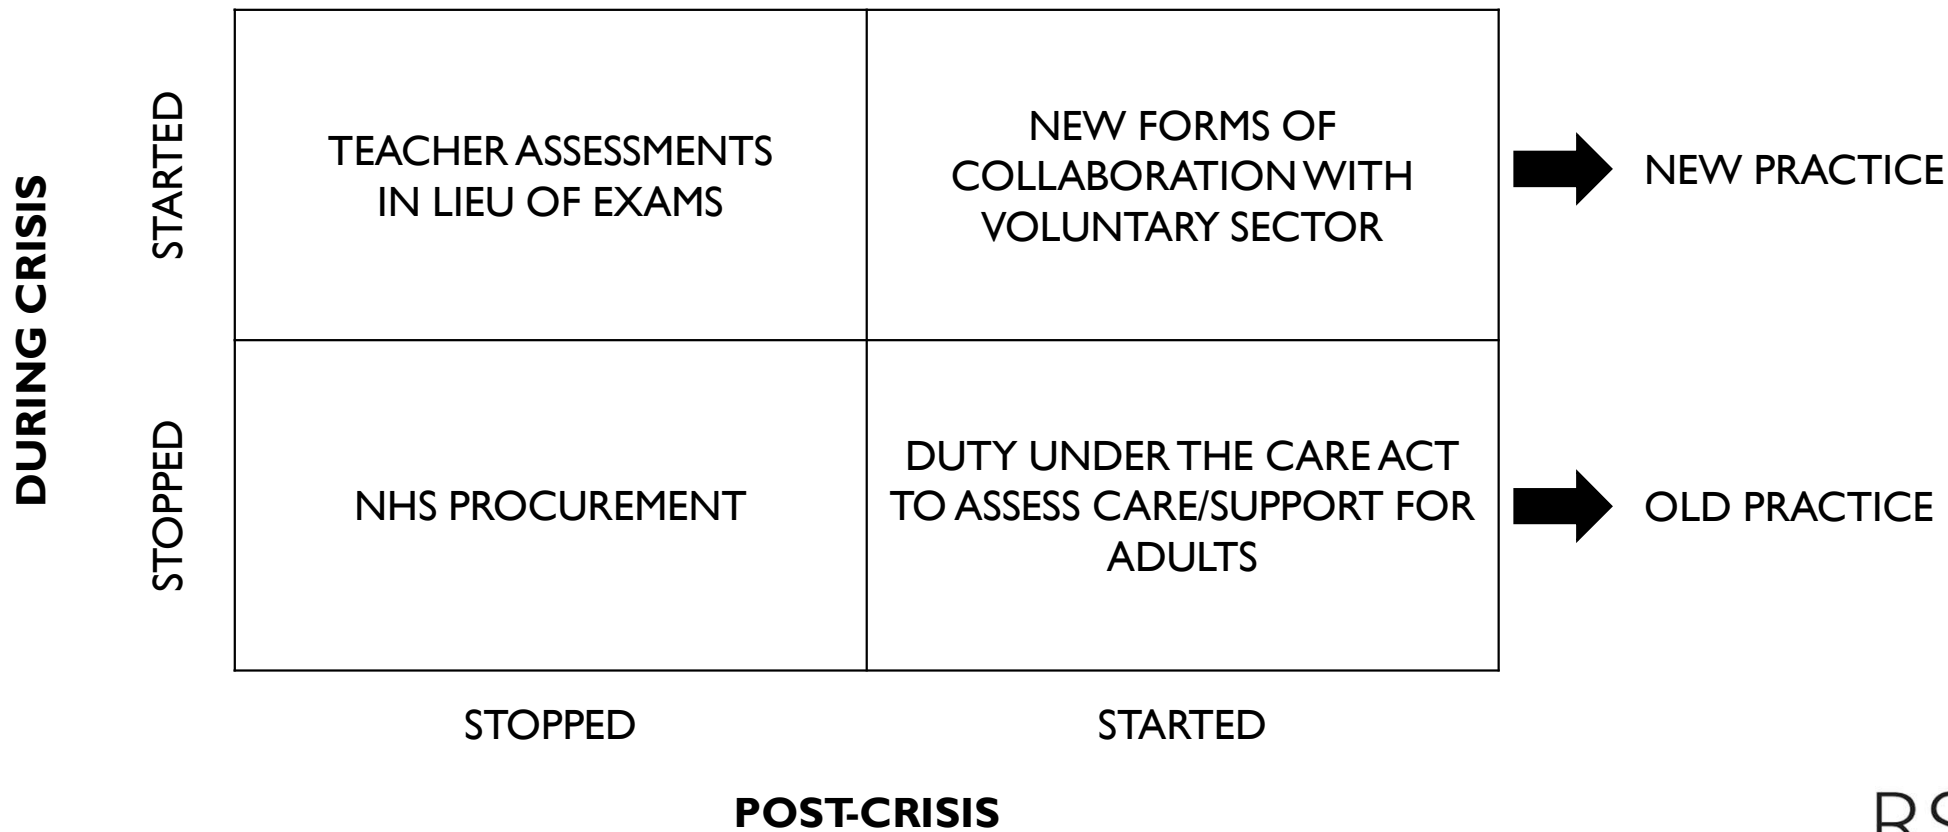 DURING CRISIS
STARTED
TEACHER ASSESSMENTS
IN LIEU OF EXAMS
NEW FORMS OF
COLLABORATION WITH
VOLUNTARY SECTOR
NEW PRACTICE
STOPPED
NHS PROCUREMENT
DUTY UNDER THE CARE ACT
TO ASSESS CARE/SUPPORT FOR
ADULTS
OLD PRACTICE
STOPPED
STARTED
POST-CRISIS